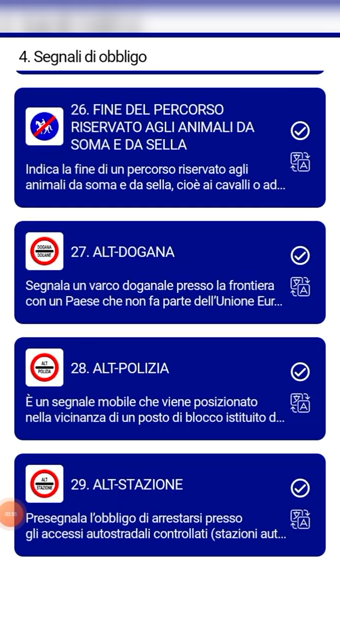 4. Segnali di obbligo
26. FINE DEL PERCORSO
RISERVATO AGLI ANIMALI DA
SOMA E DA SELLA
Indica la fine di un percorso riservato agli
animali da soma e da sella, cioè ai cavalli o ad...
DOGANA
DOUANE
27. ALT-DOGANA
Segnala un varco doganale presso la frontiera
con un Paese che non fa parte dell'Unione Eur...
ALT
POLIZIA
28. ALT-POLIZIA
È un segnale mobile che viene posizionato
nella vicinanza di un posto di blocco istituito d...
ALT
STAZIONE
29. ALT-STAZIONE
Presegnala l'obbligo di arrestarsi presso
gli accessi autostradali controllati (stazioni aut...